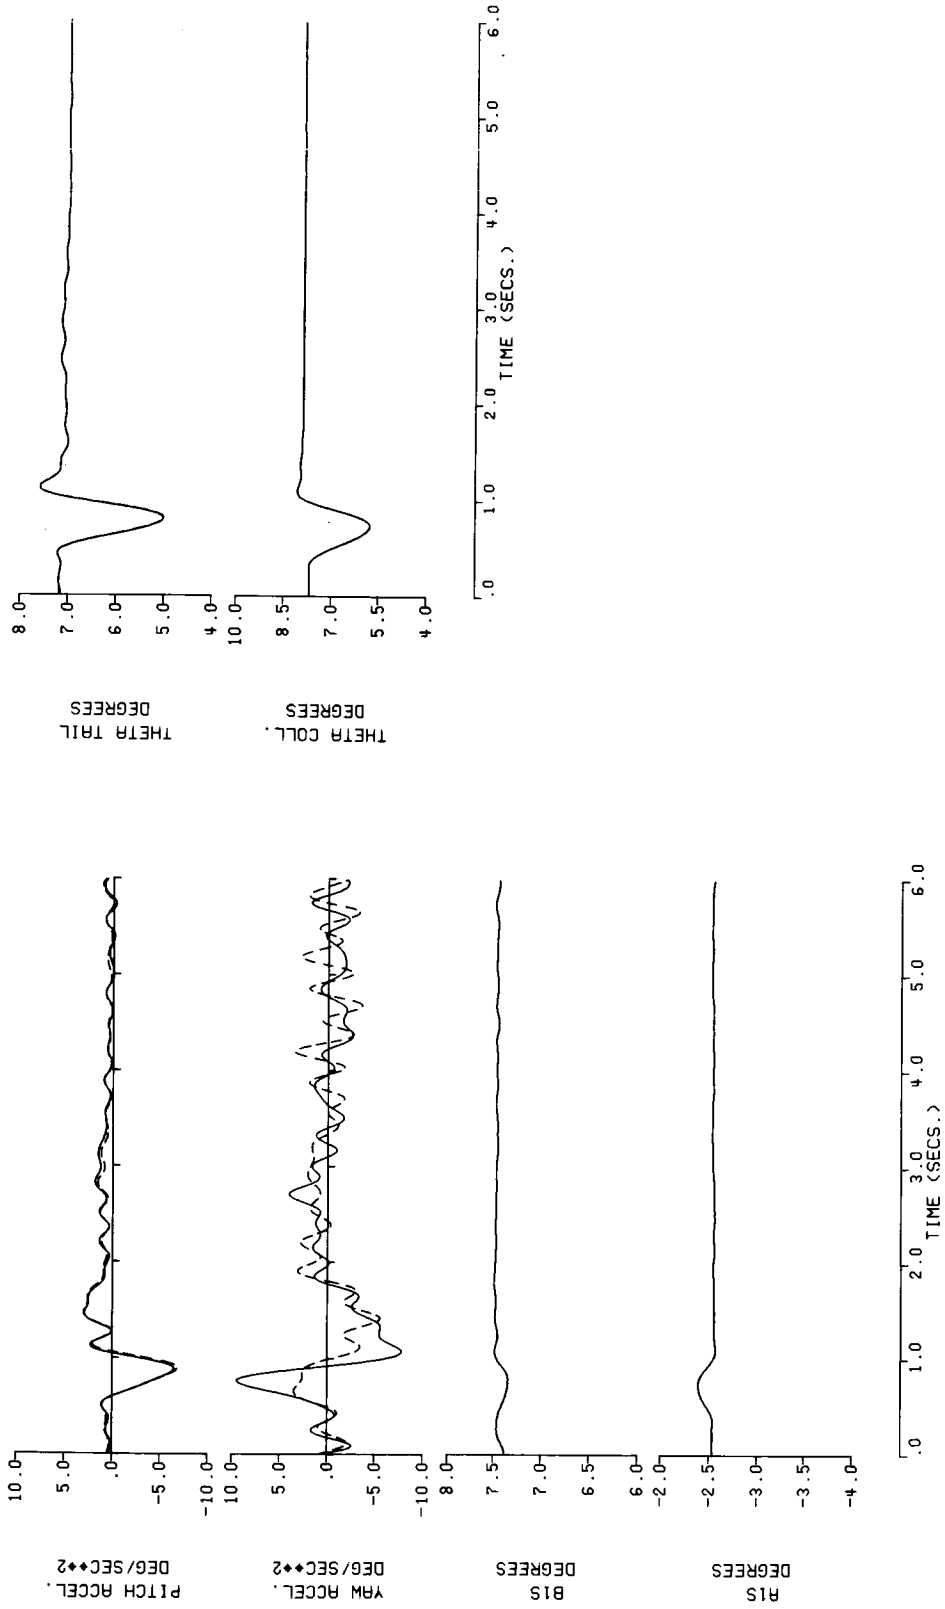 8.0
7.0
6.0
5.0
4.0
THETA TAIL
DEGREES
10.0
8.5
7.0
5.5
4.0
THETA COLL.
DEGREES
.0 1.0 2.0 3.0 4.0 5.0 6.0
TIME (SECS.)
10.0
5.0
.0
-5.0
-10.0
PITCH ACCEL.
DEG/SEC**2
10.0
5.0
.0
-5.0
-10.0
YAW ACCEL.
DEG/SEC**2
8.0
7.5
7.0
6.5
6.0
B1S
DEGREES
-2.0
-2.5
-3.0
-3.5
-4.0
A1S
DEGREES
.0 1.0 2.0 3.0 4.0 5.0 6.0
TIME (SECS.)